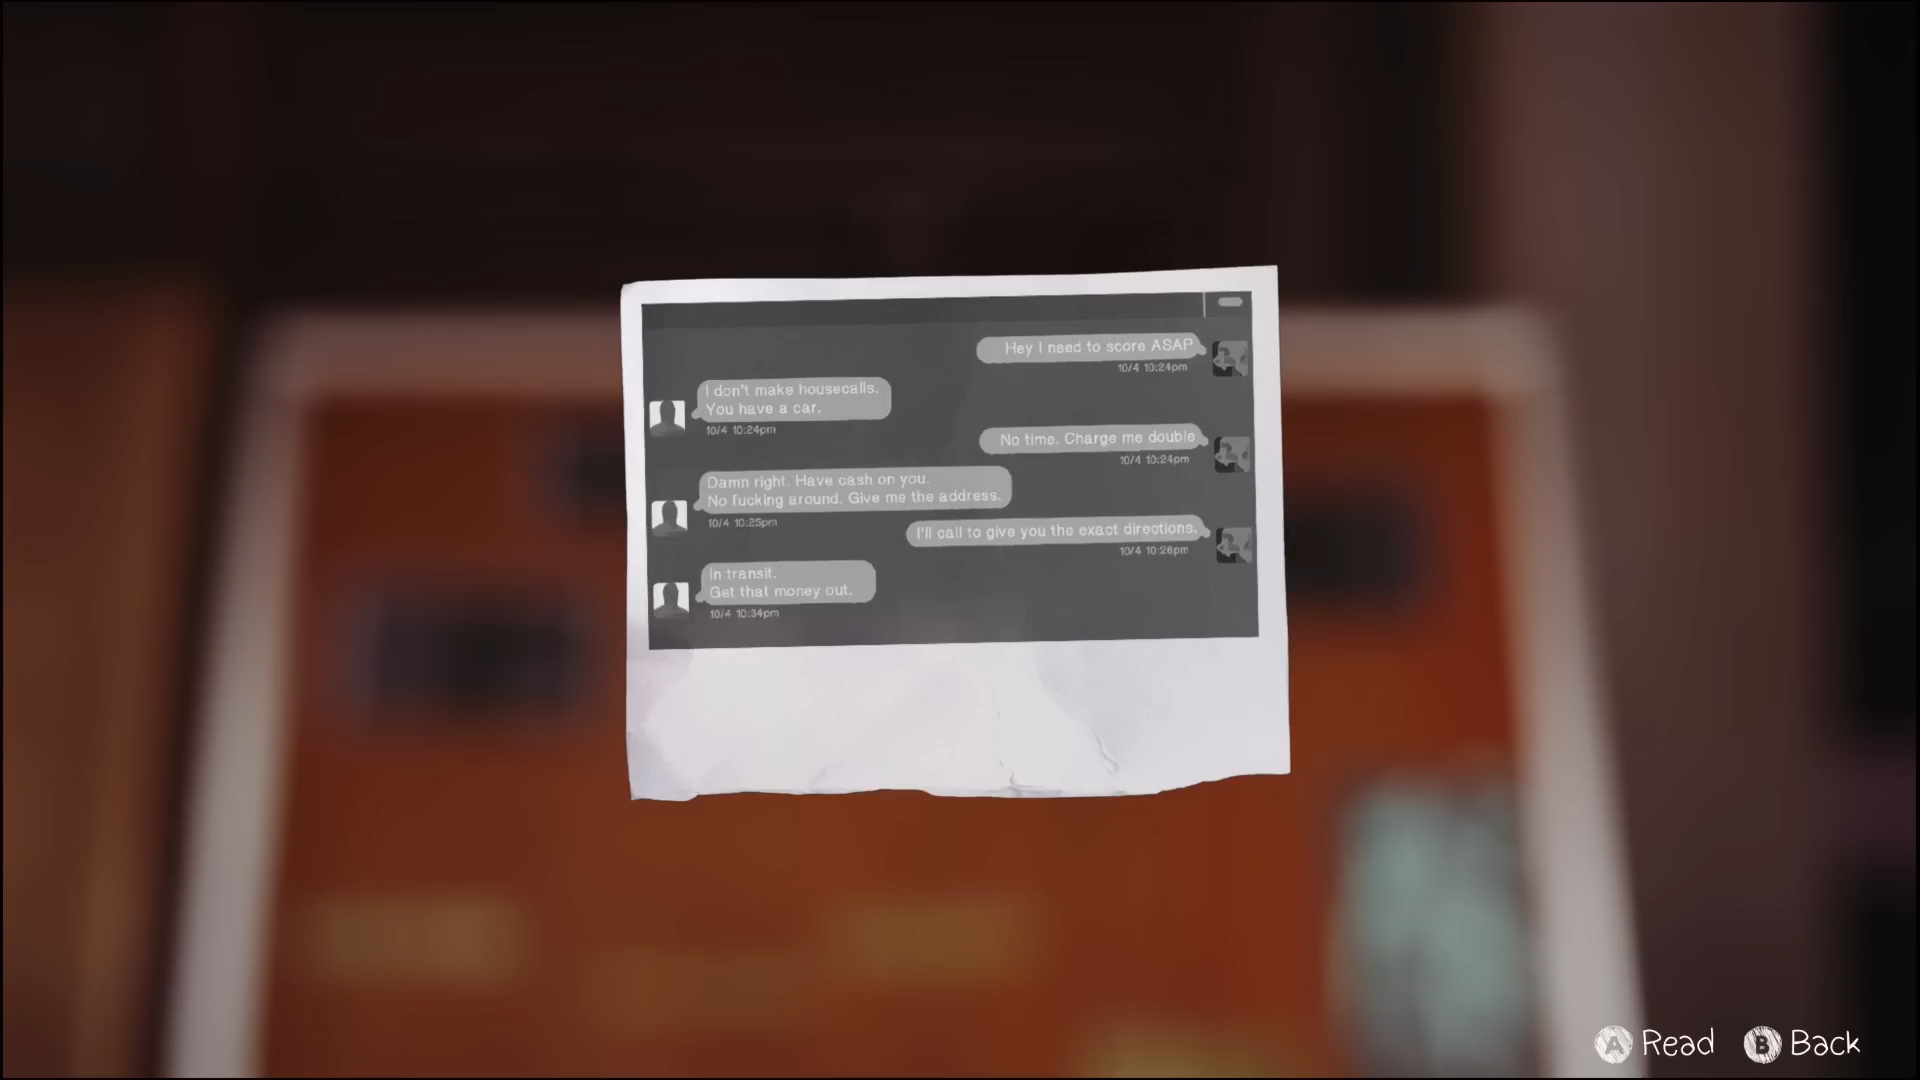 Hey I need to score ASAP
10/4 10:24pm
I don't make housecalls.
You have a car.
10/4 10:24pm
No time. Charge me double
10/4 10:24pm
Damn right. Have cash on you.
No fucking around. Give me the address.
10/4 10:25pm
I'll call to give you the exact directions.
10/4 10:26pm
In transit.
Get that money out.
10/4 10:34pm
A Read B Back